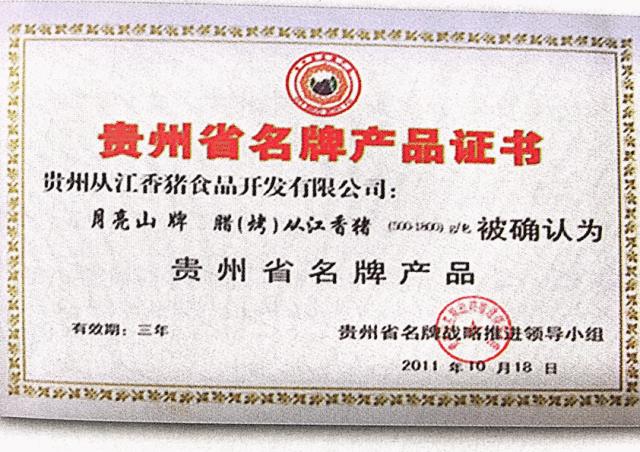 贵州省名牌产品证书
贵州从江香猪食品开发有限公司：
月亮山 牌 腊(烤)从江香猪 (500-1800) g/ 被确认为
贵州省名牌产品
有效期：三年
贵州省名牌战略推进领导小组
2011 年 10 月 18 日